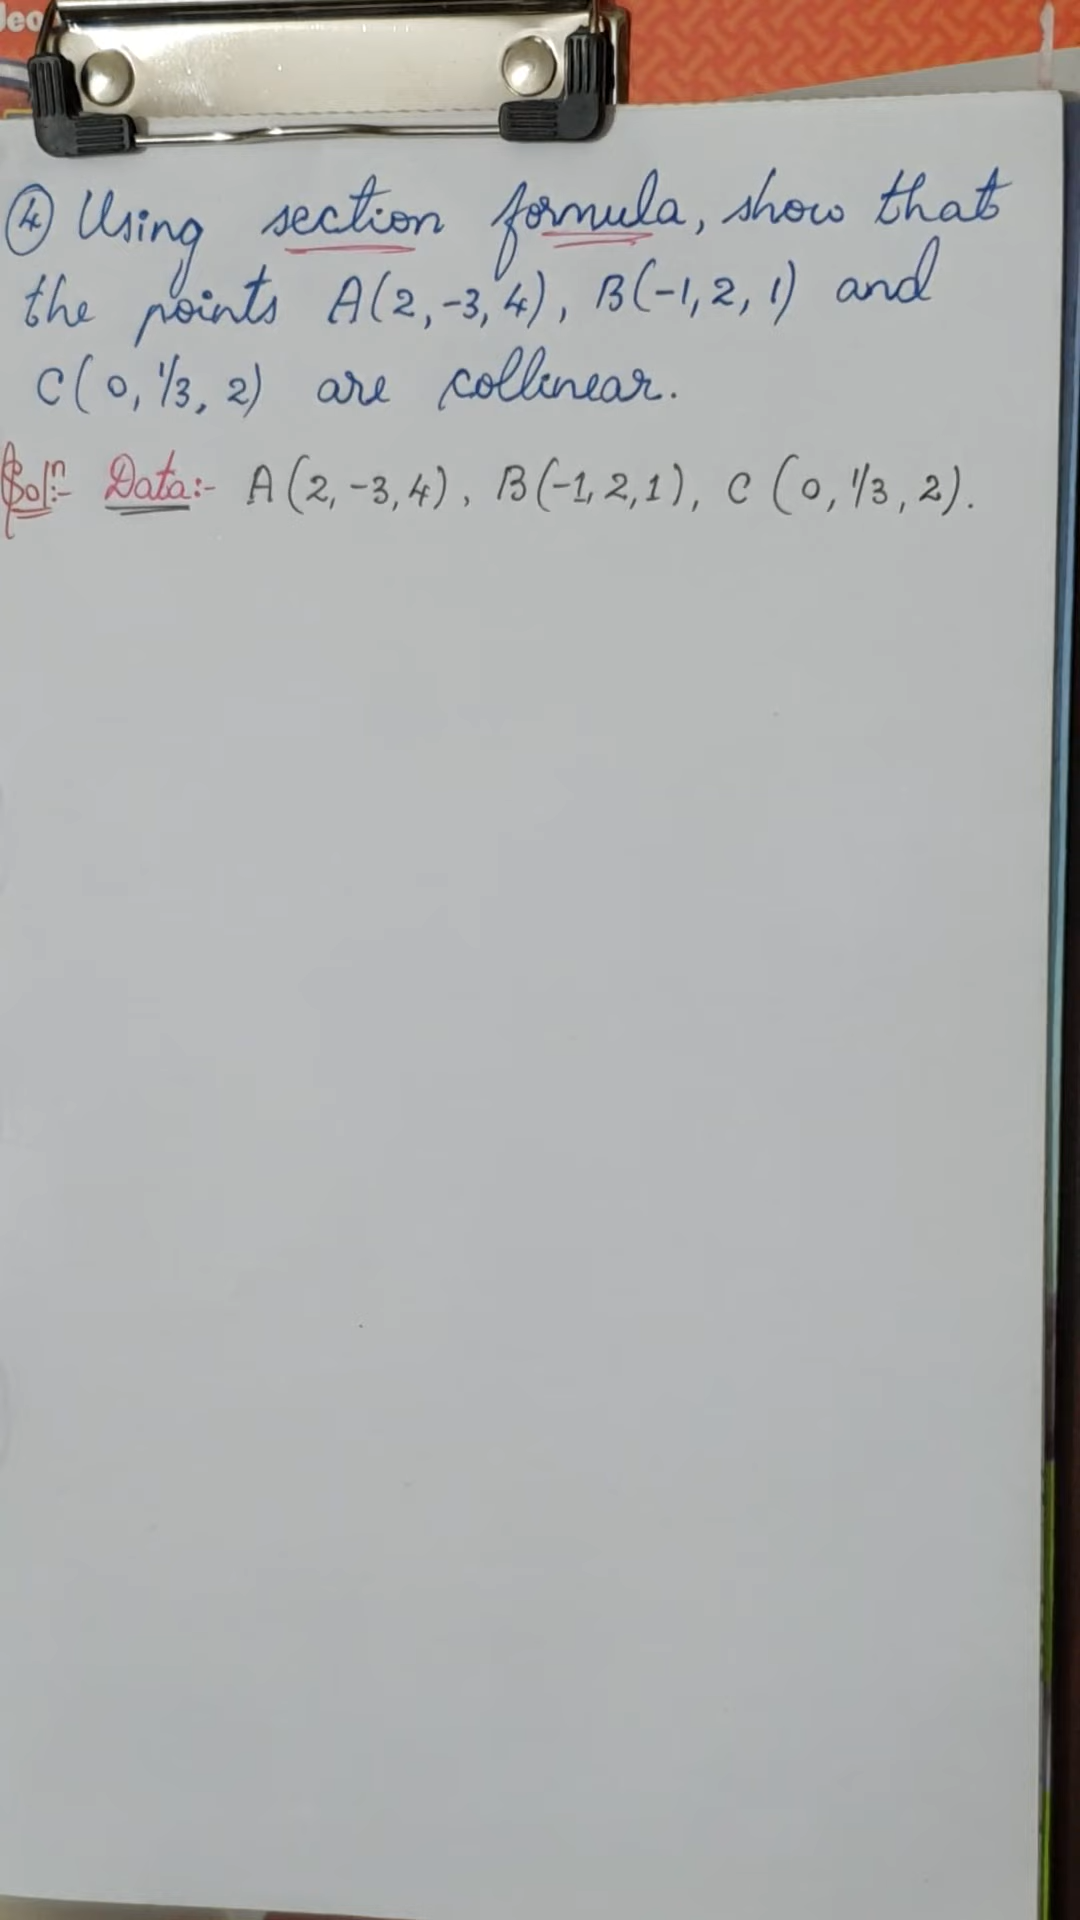 ④ Using section formula, show that
the points A(2,-3,4), B(-1,2,1) and
C(0,1/3,2) are collinear.
Solⁿ:- Data:- A(2,-3,4), B(-1,2,1), C(0,1/3,2).